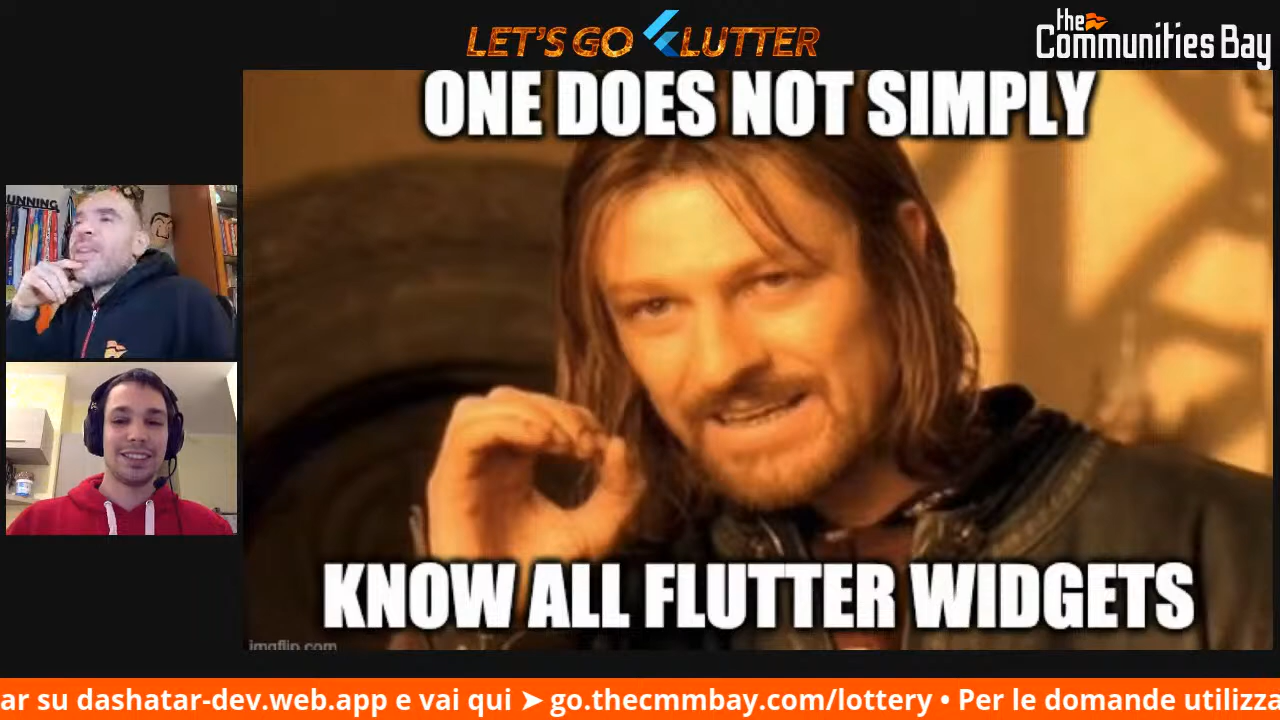 LET'S GO FLUTTER
the
Communities Bay
ONE DOES NOT SIMPLY
UNNING
KNOW ALL FLUTTER WIDGETS
imgflip.com
ar su dashatar-dev.web.app e vai qui ➤ go.thecmmbay.com/lottery • Per le domande utilizza